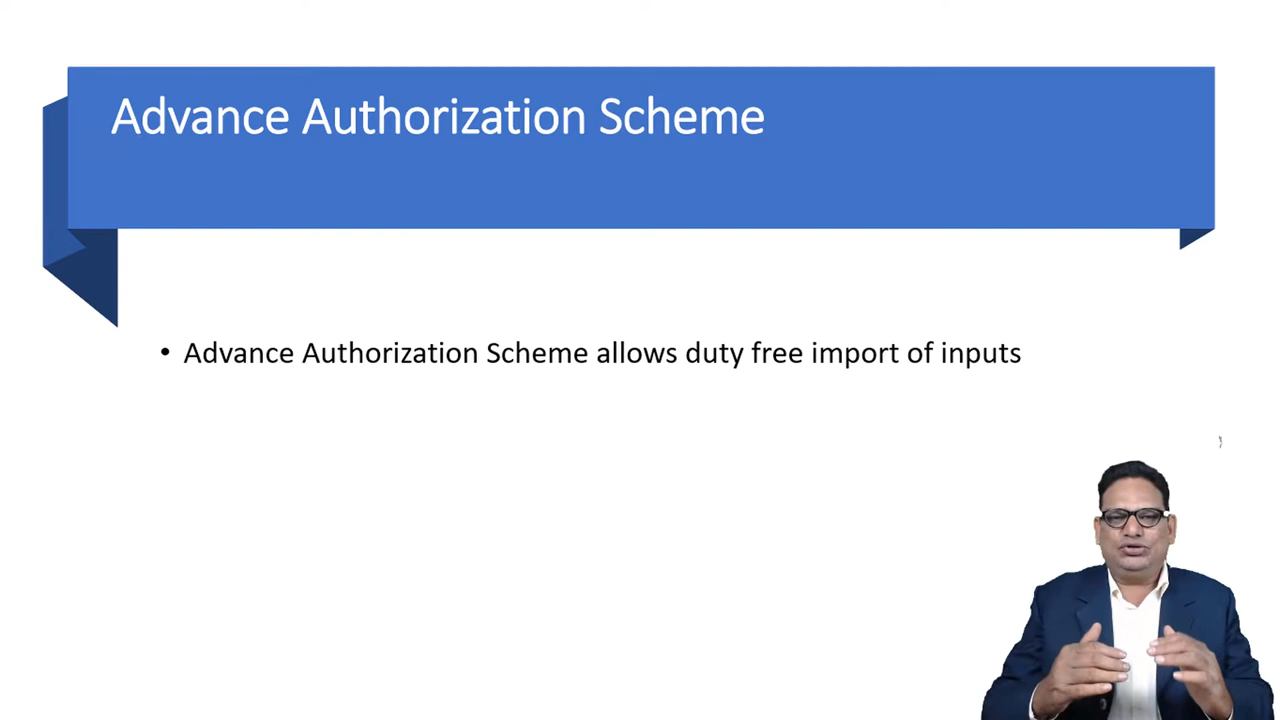 Advance Authorization Scheme
• Advance Authorization Scheme allows duty free import of inputs